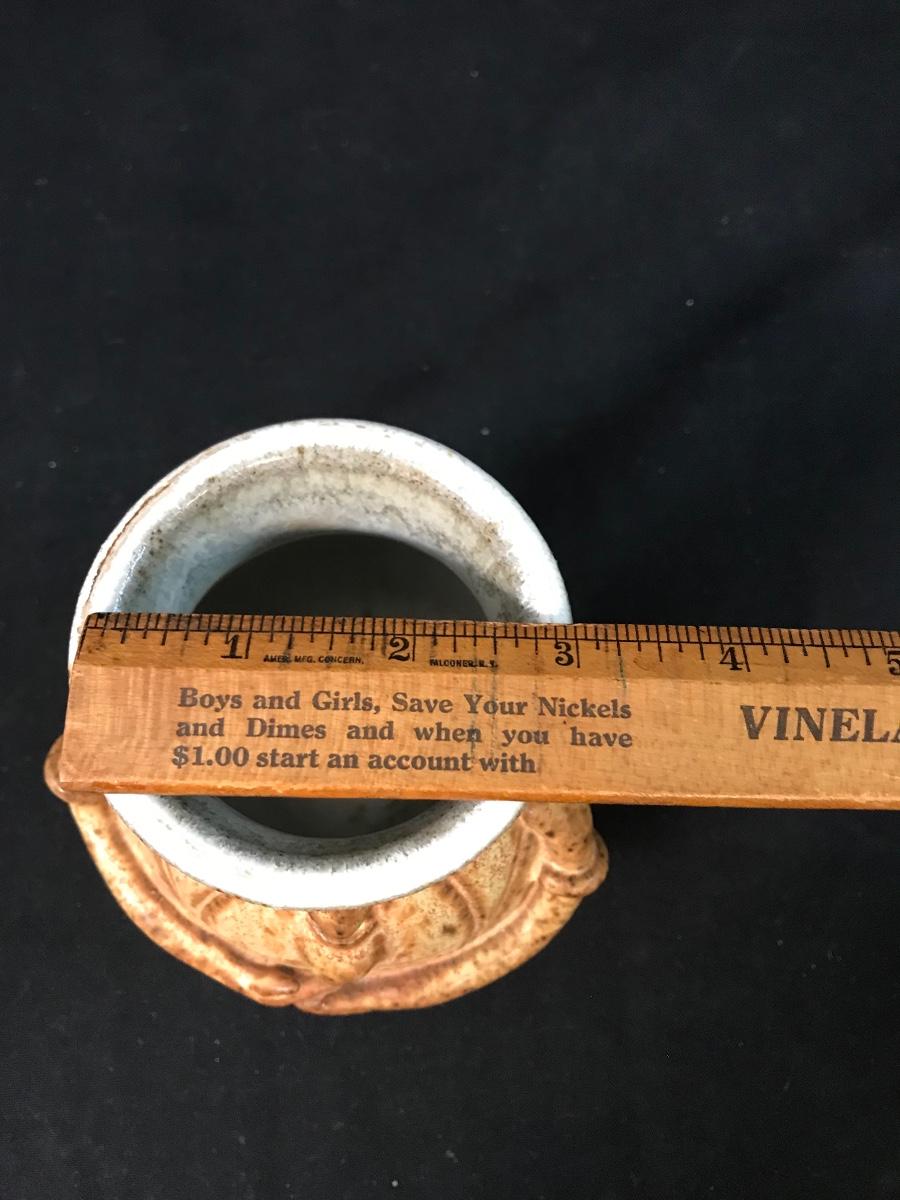 1 2 3 4 5
AMER. MFG. CONCERN. FALCONER. N. Y.
Boys and Girls, Save Your Nickels
and Dimes and when you have
$1.00 start an account with
VINELA